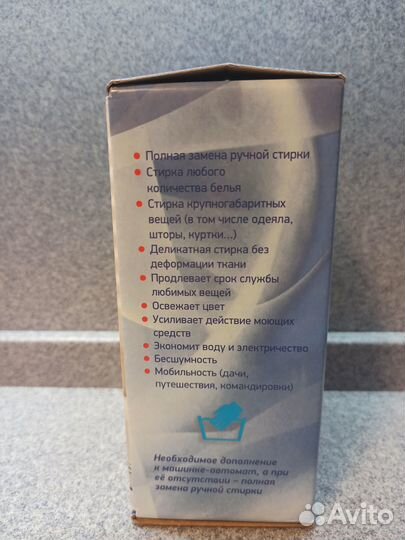 • Полная замена ручной стирки
• Стирка любого
количества белья
• Стирка крупногабаритных
вещей (в том числе одеяла,
шторы, куртки...)
• Деликатная стирка без
деформации ткани
• Продлевает срок службы
любимых вещей
• Освежает цвет
• Усиливает действие моющих
средств
• Экономит воду и электричество
• Бесшумность
• Мобильность (дачи,
путешествия, командировки)
Необходимое дополнение
к машинке-автомат, а при
её отсутствии – полная
замена ручной стирки
Avito